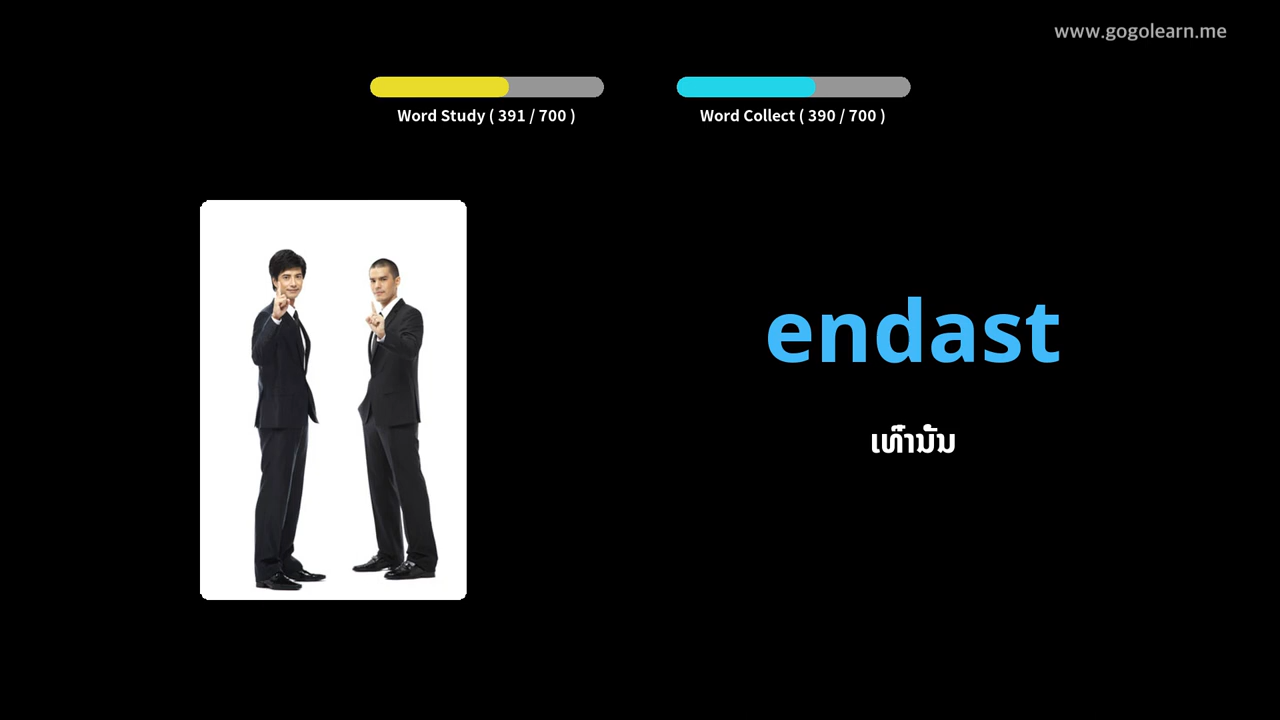 www.gogolearn.me
Word Study ( 391 / 700 )
Word Collect ( 390 / 700 )
endast
ເທົ່ານັ້ນ